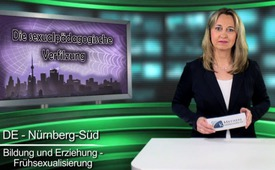 Die sexualpädagogische
Verfilzung
DE - Nürnberg-Süd
Bildung und Erziehung -
Frühsexualisierung